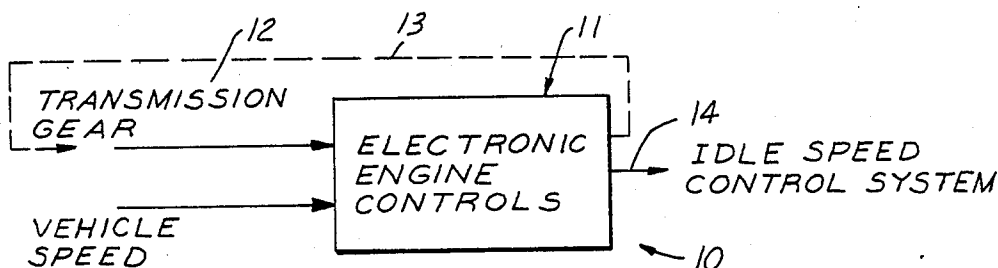 12
13
11
TRANSMISSION
GEAR
ELECTRONIC
ENGINE
CONTROLS
14
IDLE SPEED
CONTROL SYSTEM
VEHICLE
SPEED
10